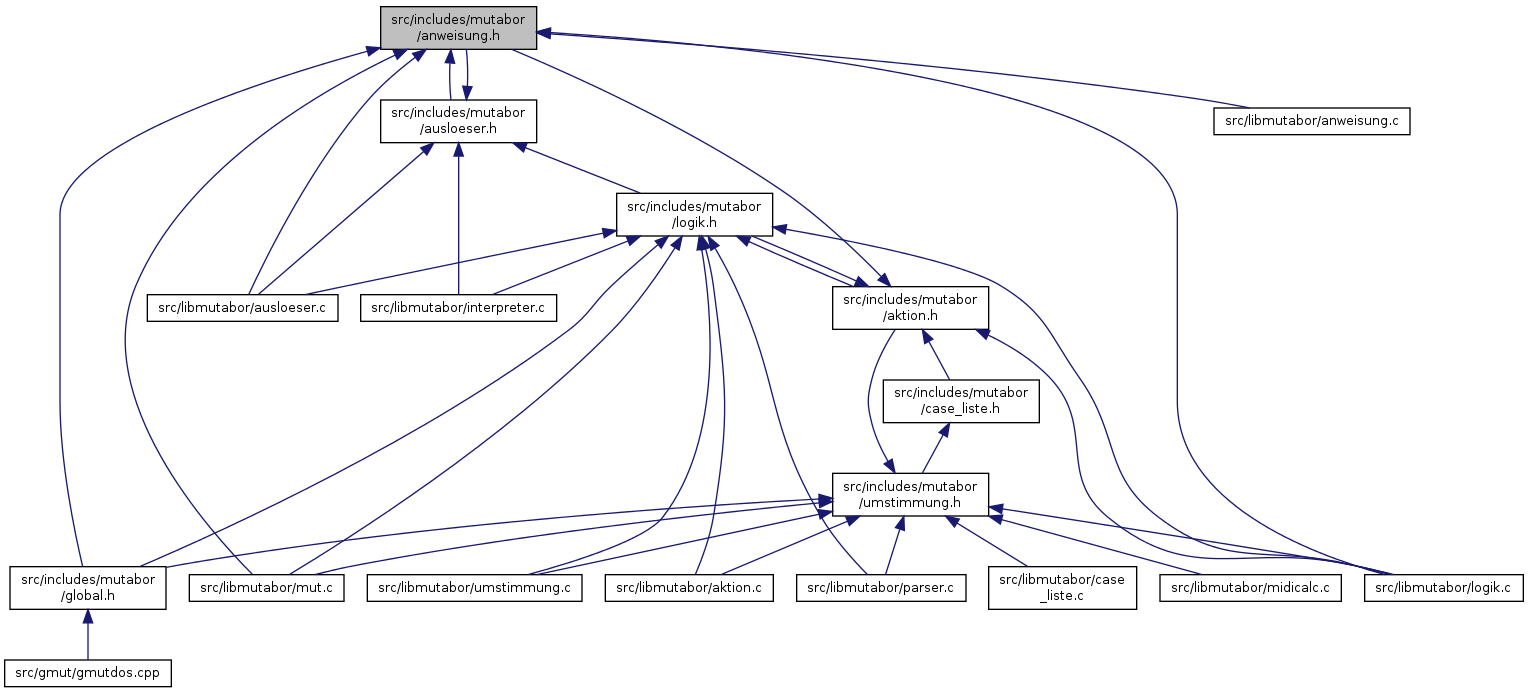 src/includes/mutabor
/anweisung.h
src/includes/mutabor
/ausloeser.h
src/libmutabor/anweisung.c
src/includes/mutabor
/logik.h
src/libmutabor/ausloeser.c
src/libmutabor/interpreter.c
src/includes/mutabor
/aktion.h
src/includes/mutabor
/case_liste.h
src/includes/mutabor
/umstimmung.h
src/includes/mutabor
/global.h
src/libmutabor/mut.c
src/libmutabor/umstimmung.c
src/libmutabor/aktion.c
src/libmutabor/parser.c
src/libmutabor/case
_liste.c
src/libmutabor/midicalc.c
src/libmutabor/logik.c
src/gmut/gmutdos.cpp